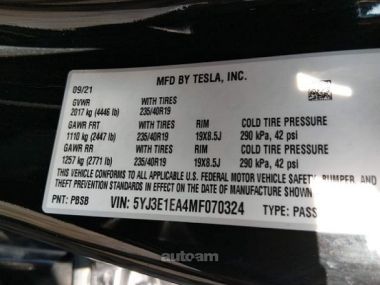 MFD BY TESLA, INC.
09/21
GVWR WITH TIRES
2017 kg (4446 lb) 235/40R19
GAWR FRT WITH TIRES RIM COLD TIRE PRESSURE
1110 kg (2447 lb) 235/40R19 19X8.5J 290 kPa, 42 psi
GAWR RR WITH TIRES RIM COLD TIRE PRESSURE
1257 kg (2771 lb) 235/40R19 19X8.5J 290 kPa, 42 psi
THIS VEHICLE CONFORMS TO ALL APPLICABLE U.S. FEDERAL MOTOR VEHICLE SAFETY, BUMPER, AND
THEFT PREVENTION STANDARDS IN EFFECT ON THE DATE OF MANUFACTURE SHOWN ABOVE.
PNT: PBSB VIN: 5YJ3E1EA4MF070324 TYPE: PASS
autoam